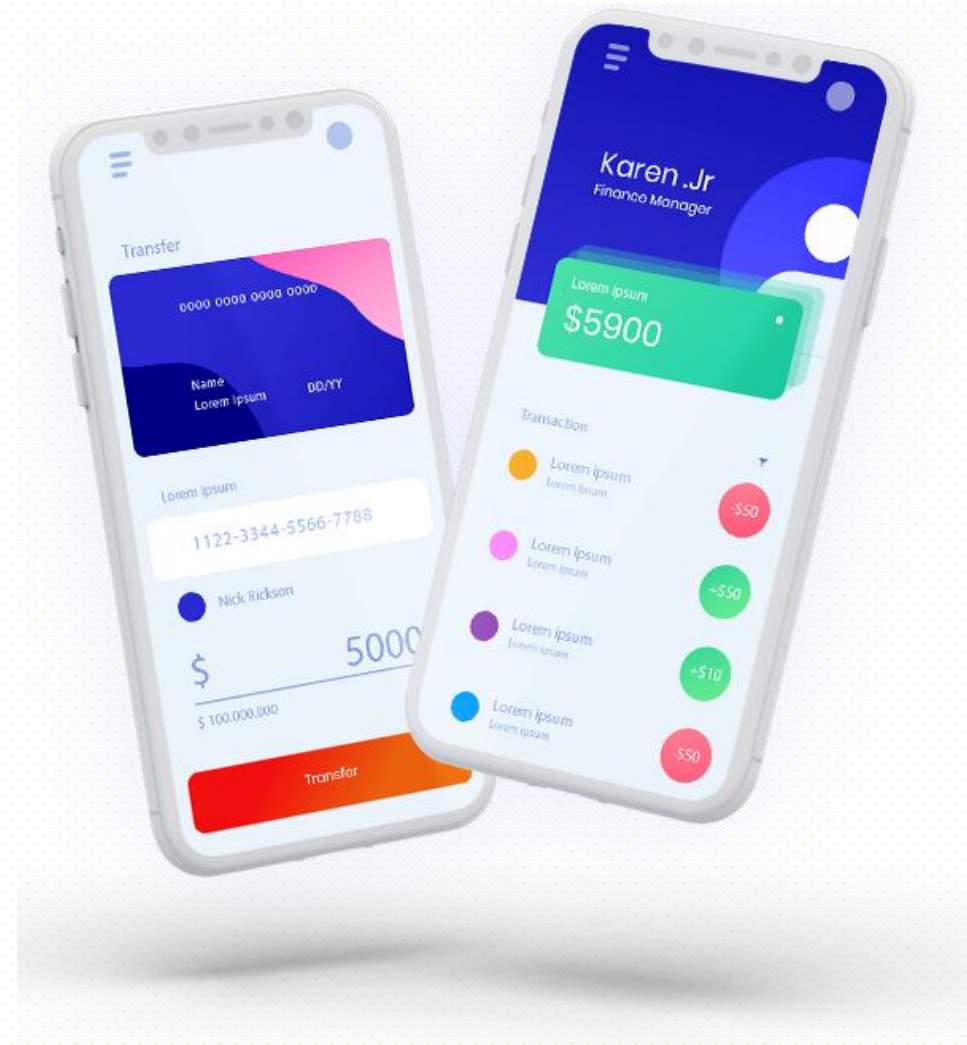 Transfer
0000 0000 0000 0000
Name
Lorem Ipsum
DD/YY
Lorem Ipsum
1122-3344-5566-7788
Nick Rickson
$ 5000
$ 100.000.000
Transfer
Karen.Jr
Finance Manager
Lorem Ipsum
$5900
Transaction
Lorem ipsum
Lorem Ipsum
-$50
Lorem ipsum
Lorem Ipsum
+$50
Lorem ipsum
Lorem Ipsum
+$10
Lorem ipsum
Lorem Ipsum
-$50